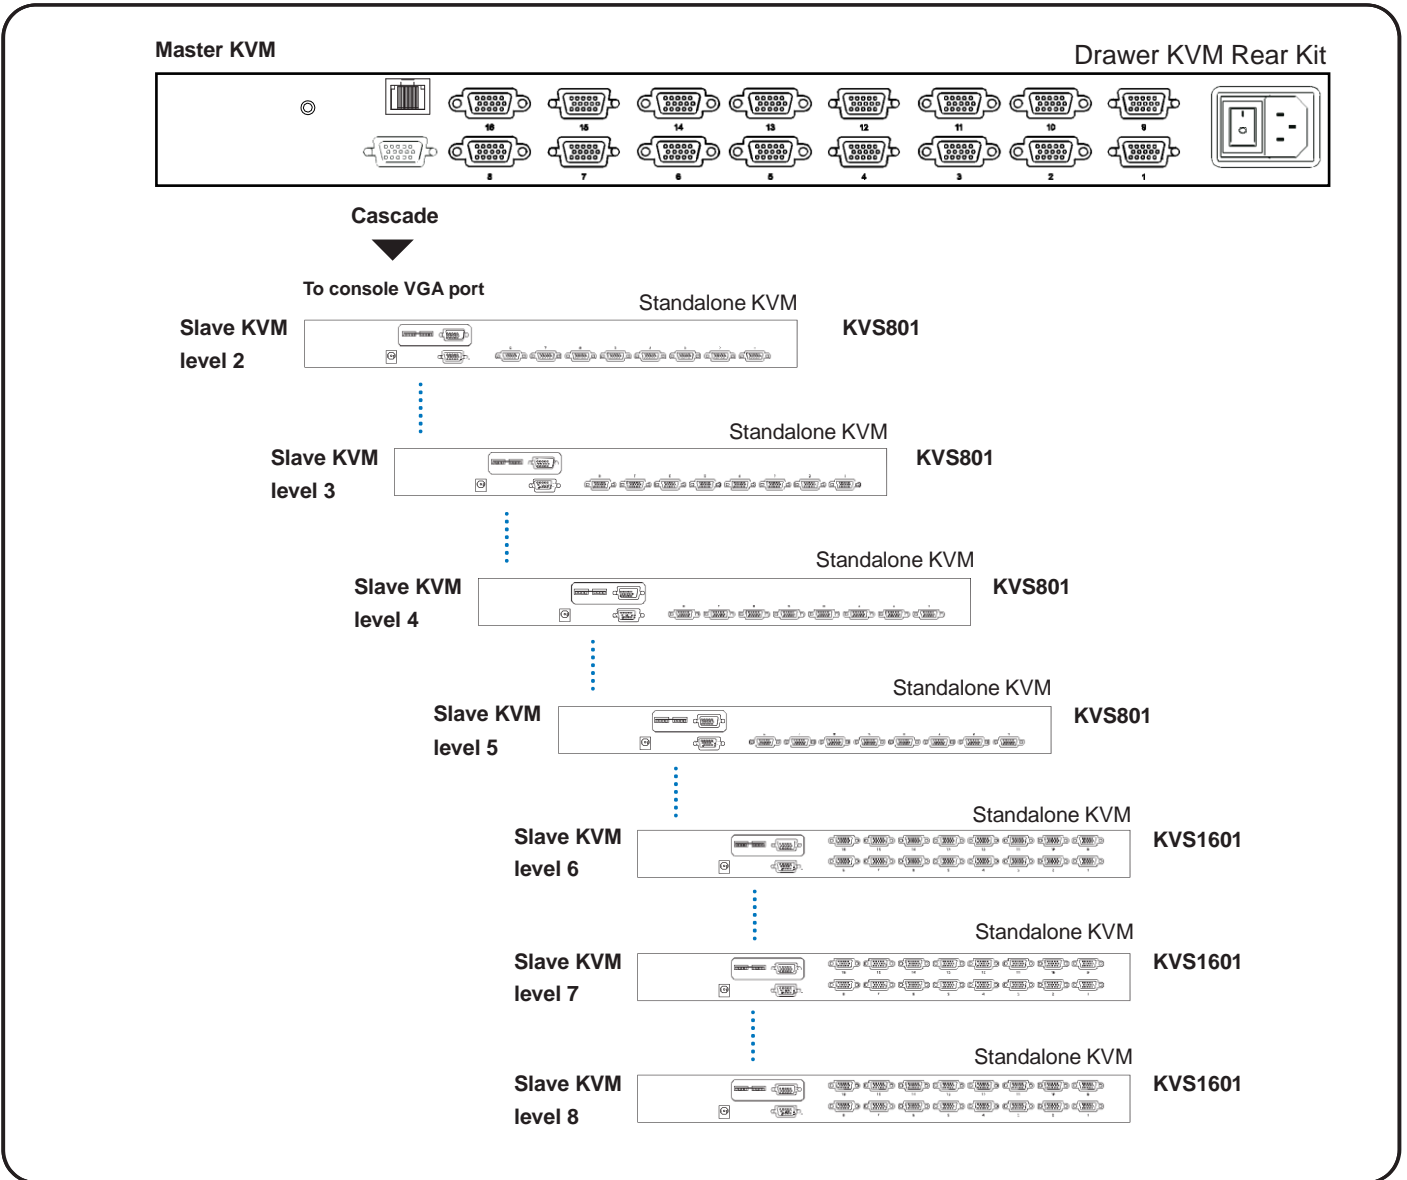 Master KVM
Drawer KVM Rear Kit
16 15 14 13 12 11 10 9
8 7 6 5 4 3 2 1
Cascade
To console VGA port
Standalone KVM
Slave KVM
level 2
KVS801
Standalone KVM
Slave KVM
level 3
KVS801
Standalone KVM
Slave KVM
level 4
KVS801
Standalone KVM
Slave KVM
level 5
KVS801
Standalone KVM
Slave KVM
level 6
KVS1601
Standalone KVM
Slave KVM
level 7
KVS1601
Standalone KVM
Slave KVM
level 8
KVS1601